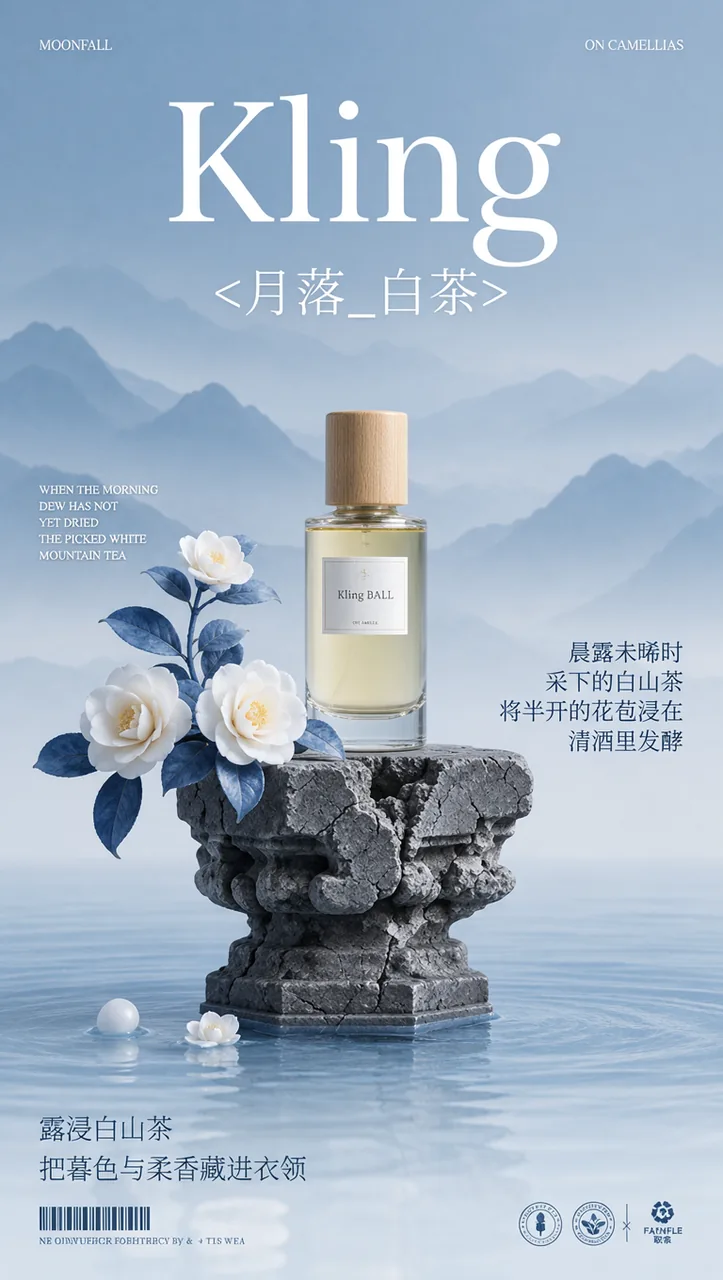 MOONFALL
ON CAMELLIAS
Kling
<月落_白茶>
WHEN THE MORNING
DEW HAS NOT
YET DRIED
THE PICKED WHITE
MOUNTAIN TEA
Kling BALL
晨露未晞时
采下的白山茶
将半开的花苞浸在
清酒里发酵
露浸白山茶
把暮色与柔香藏进衣领